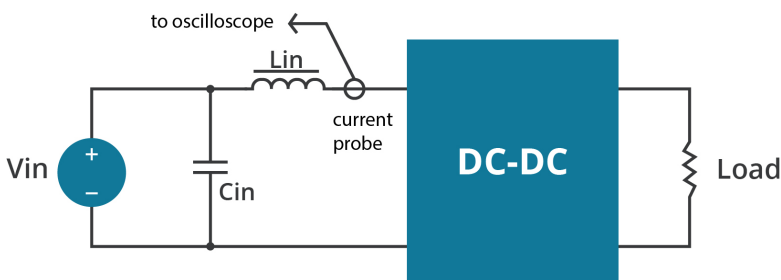 to oscilloscope
Lin
current
probe
Vin
+
−
Cin
DC-DC
Load